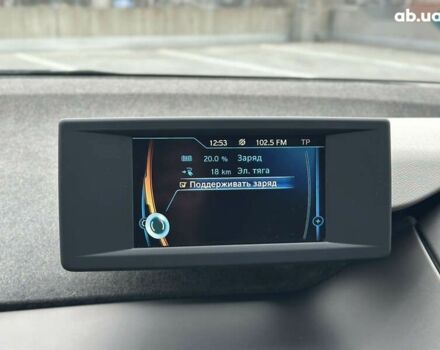 ab.ua
12:53 102.5 FM TP
20.0 % Заряд
18 km Эл. тяга
Поддерживать заряд